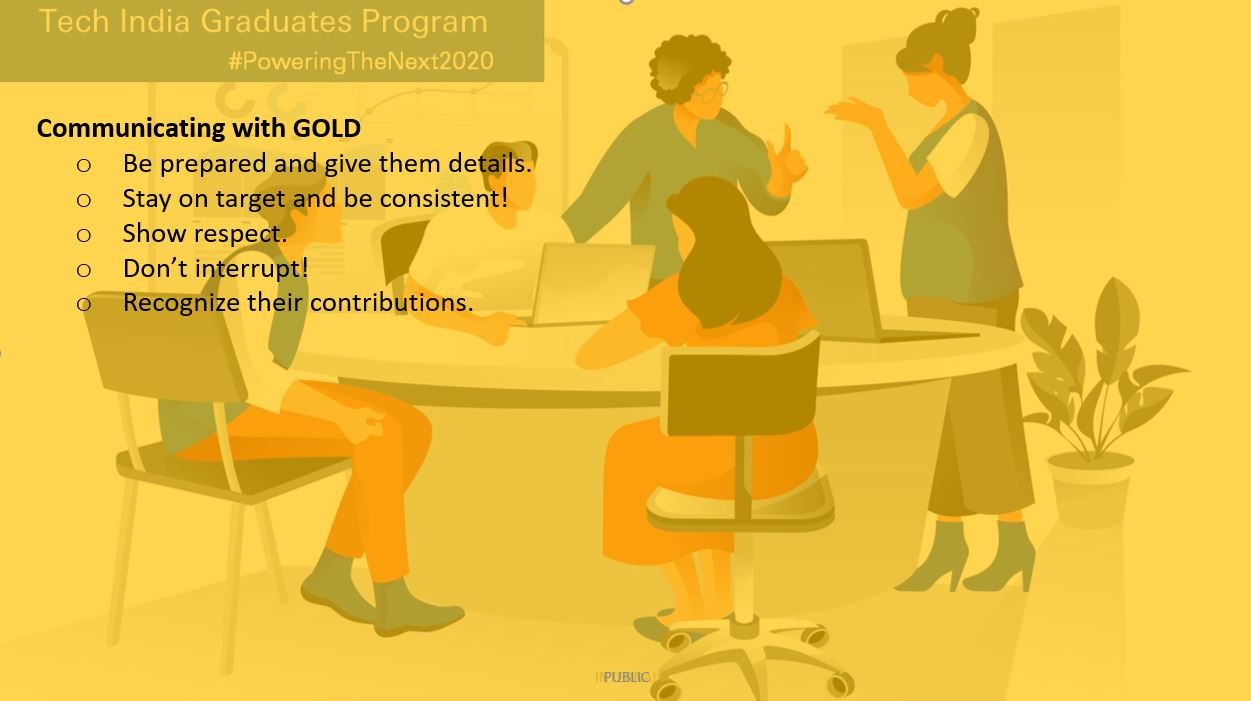 Tech India Graduates Program
#PoweringTheNext2020
Communicating with GOLD
o Be prepared and give them details.
o Stay on target and be consistent!
o Show respect.
o Don’t interrupt!
o Recognize their contributions.
PUBLIC